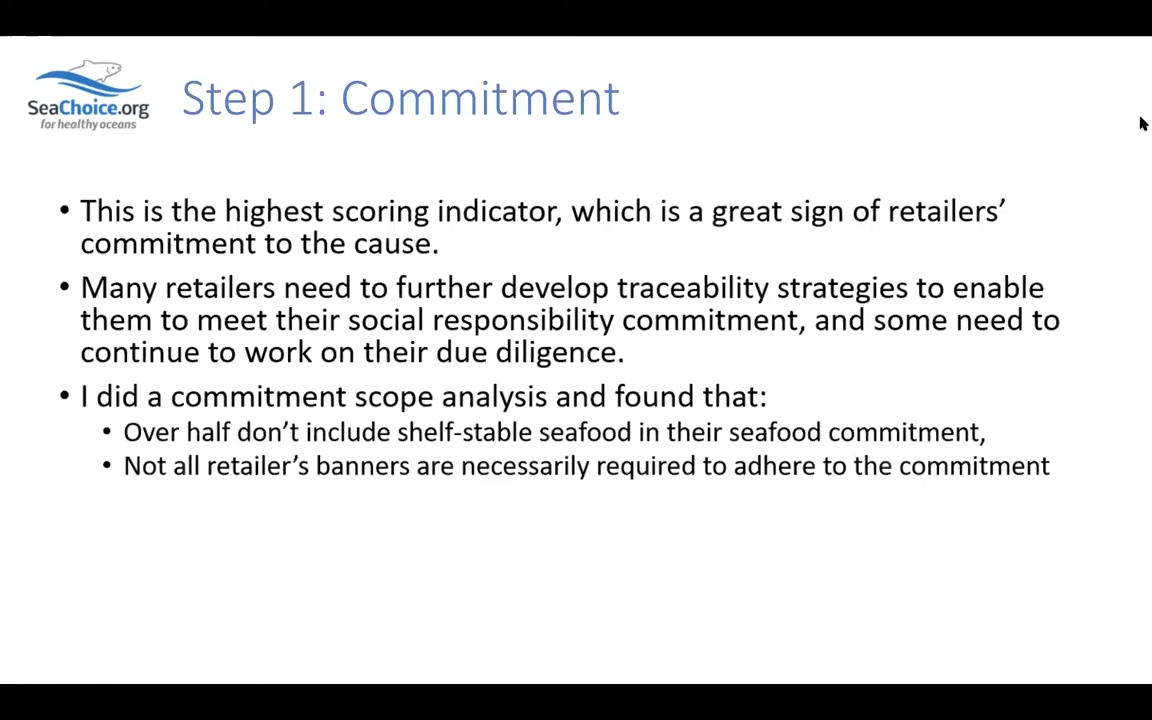 SeaChoice.org
for healthy oceans
Step 1: Commitment
• This is the highest scoring indicator, which is a great sign of retailers’
commitment to the cause.
• Many retailers need to further develop traceability strategies to enable
them to meet their social responsibility commitment, and some need to
continue to work on their due diligence.
• I did a commitment scope analysis and found that:
• Over half don’t include shelf-stable seafood in their seafood commitment,
• Not all retailer’s banners are necessarily required to adhere to the commitment